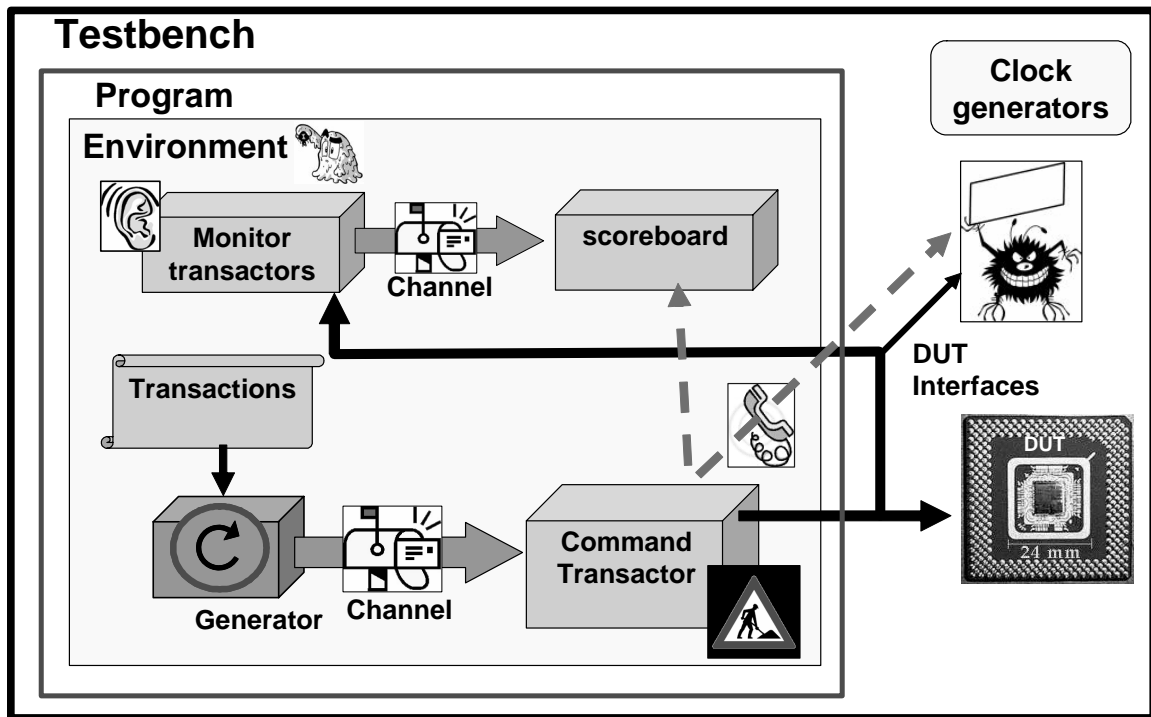 Testbench
Clock
generators
Program
Environment
Monitor
transactors
Channel
scoreboard
DUT
Interfaces
Transactions
DUT
24 mm
Generator
Channel
Command
Transactor